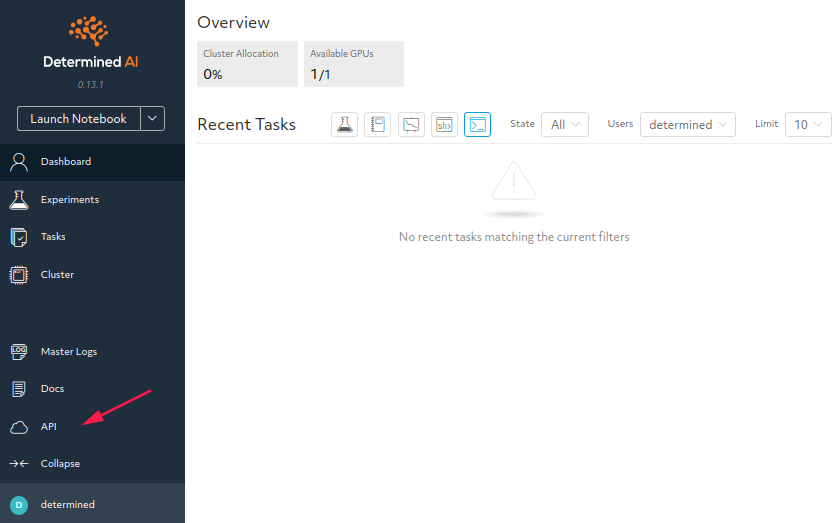 Determined AI
0.13.1
Launch Notebook
Dashboard
Experiments
Tasks
Cluster
LOG
Master Logs
Docs
API
Collapse
D
determined
Overview
Cluster Allocation
0%
Available GPUs
1/1
Recent Tasks
sh>
State
All
Users
determined
Limit
10
No recent tasks matching the current filters